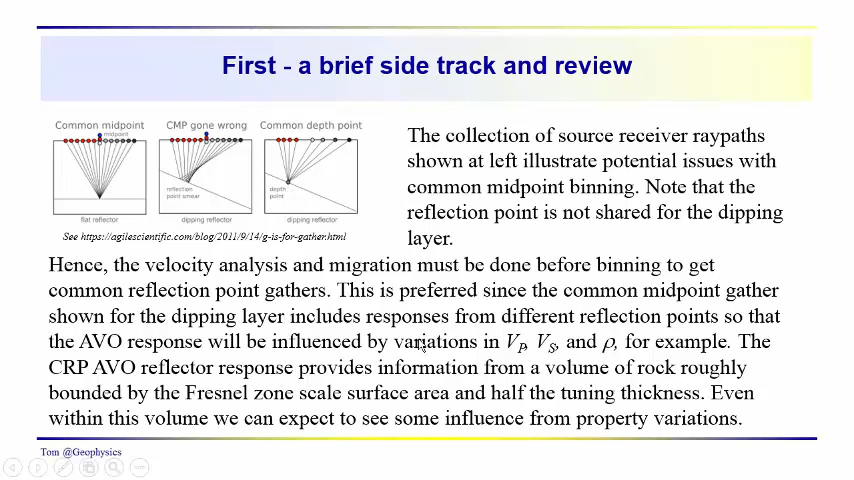 First - a brief side track and review
Common midpoint
midpoint
flat reflector
CMP gone wrong
reflection
point smear
dipping reflector
Common depth point
depth
point
dipping reflector
See https://agilescientific.com/blog/2011/9/14/g-is-for-gather.html
The collection of source receiver raypaths
shown at left illustrate potential issues with
common midpoint binning. Note that the
reflection point is not shared for the dipping
layer.
Hence, the velocity analysis and migration must be done before binning to get
common reflection point gathers. This is preferred since the common midpoint gather
shown for the dipping layer includes responses from different reflection points so that
the AVO response will be influenced by variations in VP, VS, and ρ, for example. The
CRP AVO reflector response provides information from a volume of rock roughly
bounded by the Fresnel zone scale surface area and half the tuning thickness. Even
within this volume we can expect to see some influence from property variations.
Tom @Geophysics